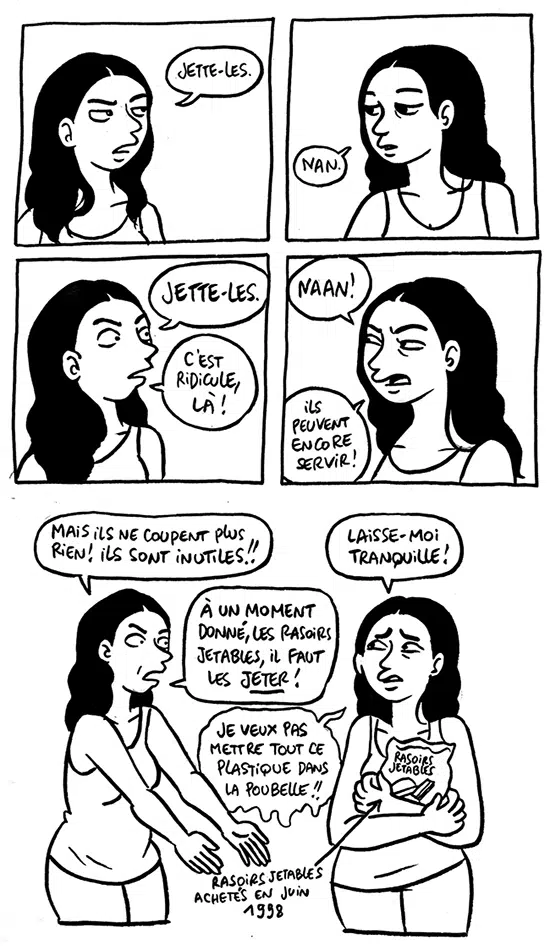 JETTE-LES.
NAN.
JETTE-LES.
C'EST
RIDICULE,
LÀ !
NAAN!
ILS
PEUVENT
ENCORE
SERVIR!
MAIS ILS NE COUPENT PLUS
RIEN! ILS SONT INUTILES!!
LAISSE-MOI
TRANQUILLE!
À UN MOMENT
DONNÉ, LES RASOIRS
JETABLES, IL FAUT
LES JETER !
JE VEUX PAS
METTRE TOUT CE
PLASTIQUE DANS
LA POUBELLE!!
RASOIRS
JETABLES
RASOIRS JETABLES
ACHETÉS EN JUIN
1998